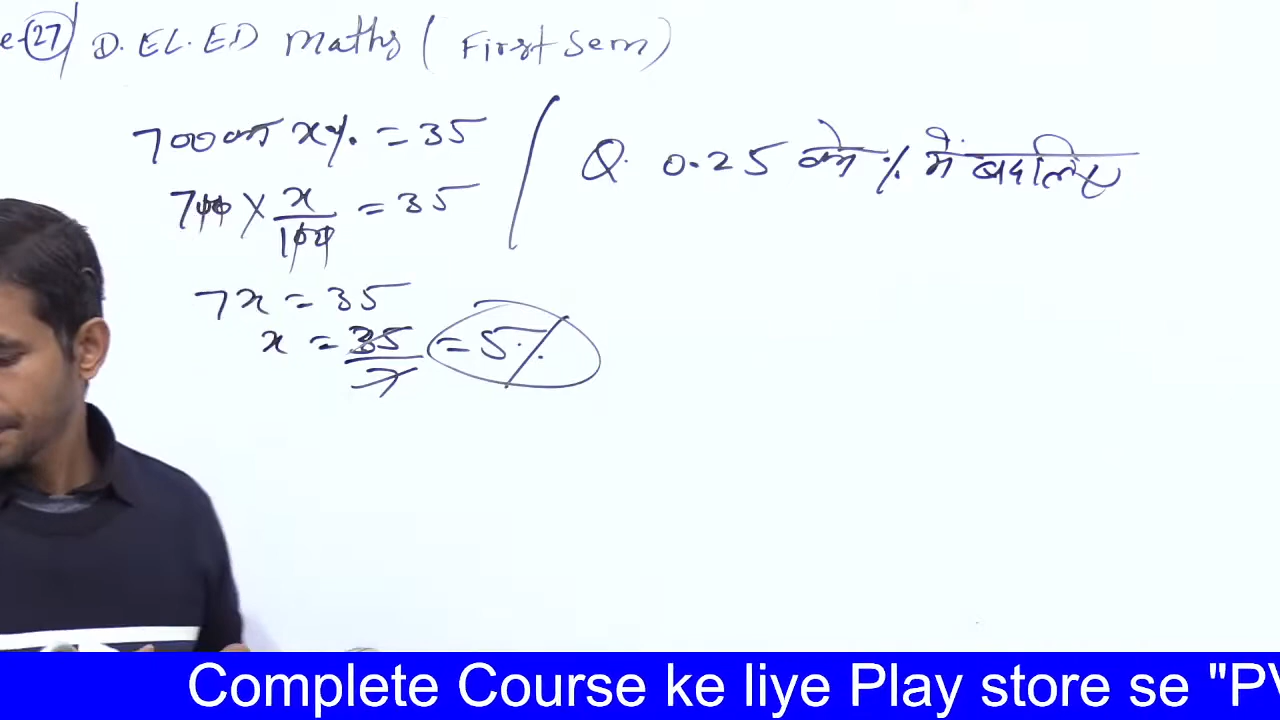 e-27 D.EL.ED Maths ( First Sem )
700 का x% = 35
700 × x/100 = 35
7x = 35
x = 35/7 = 5%
Q. 0.25 को % में बदलिए
Complete Course ke liye Play store se "PV